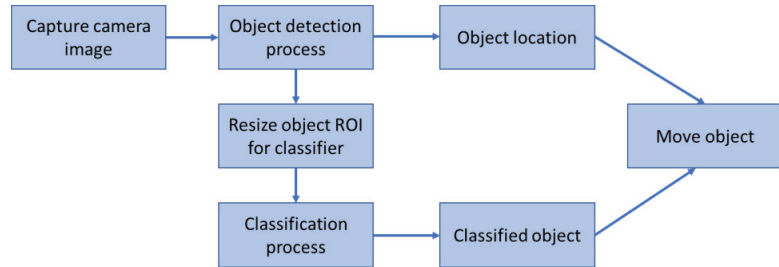 Capture camera
image
Object detection
process
Object location
Resize object ROI
for classifier
Move object
Classification
process
Classified object